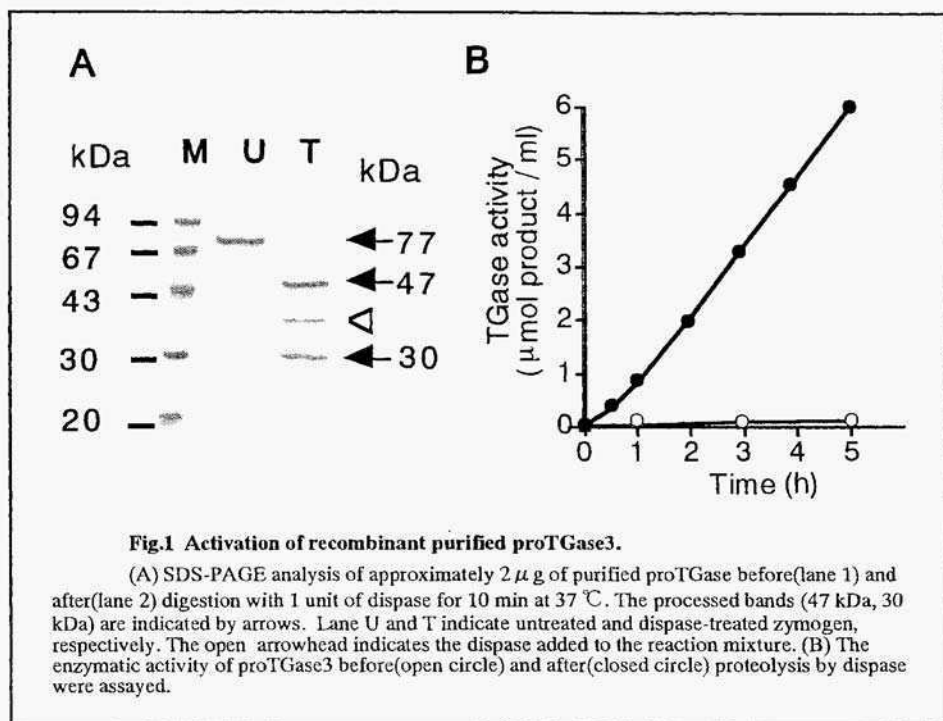 A
B
kDa M U T kDa
94
67
43
30
20
77
47
30
TGase activity
(μmol product / ml)
6
5
4
3
2
1
0
0 1 2 3 4 5
Time (h)
Fig.1 Activation of recombinant purified proTGase3.
(A) SDS-PAGE analysis of approximately 2 μg of purified proTGase before(lane 1) and
after(lane 2) digestion with 1 unit of dispase for 10 min at 37 ℃. The processed bands (47 kDa, 30
kDa) are indicated by arrows. Lane U and T indicate untreated and dispase-treated zymogen,
respectively. The open arrowhead indicates the dispase added to the reaction mixture. (B) The
enzymatic activity of proTGase3 before(open circle) and after(closed circle) proteolysis by dispase
were assayed.